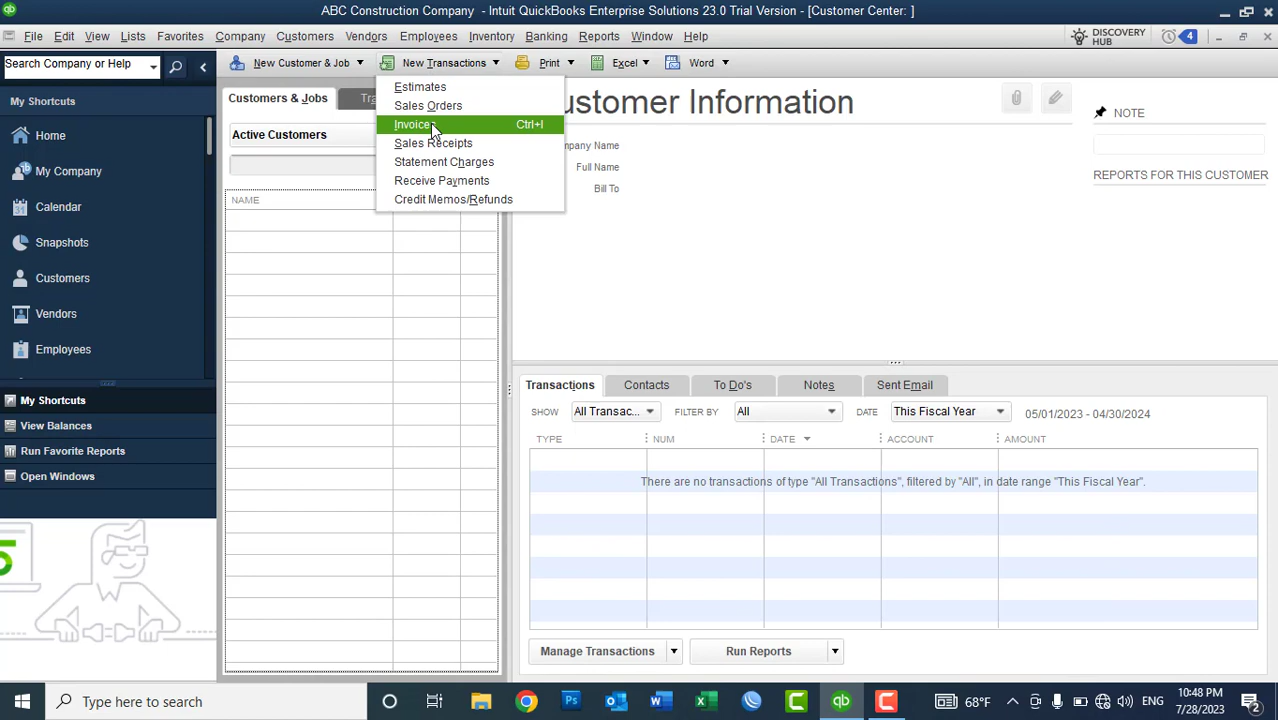 ABC Construction Company - Intuit QuickBooks Enterprise Solutions 23.0 Trial Version - [Customer Center: ]
File Edit View Lists Favorites Company Customers Vendors Employees Inventory Banking Reports Window Help
DISCOVERY
HUB
4
Search Company or Help
New Customer & Job New Transactions Print Excel Word
My Shortcuts
Home
My Company
Calendar
Snapshots
Customers
Vendors
Employees
My Shortcuts
View Balances
Run Favorite Reports
Open Windows
Customers & Jobs
Active Customers
NAME
Estimates
Sales Orders
Invoices Ctrl+I
Sales Receipts
Statement Charges
Receive Payments
Credit Memos/Refunds
Information
Full Name
Bill To
NOTE
REPORTS FOR THIS CUSTOMER
Transactions Contacts To Do's Notes Sent Email
SHOW All Transac... FILTER BY All DATE This Fiscal Year 05/01/2023 - 04/30/2024
TYPE NUM DATE ACCOUNT AMOUNT
There are no transactions of type "All Transactions", filtered by "All", in date range "This Fiscal Year".
Manage Transactions Run Reports
Type here to search
68°F
ENG
10:48 PM
7/28/2023
2